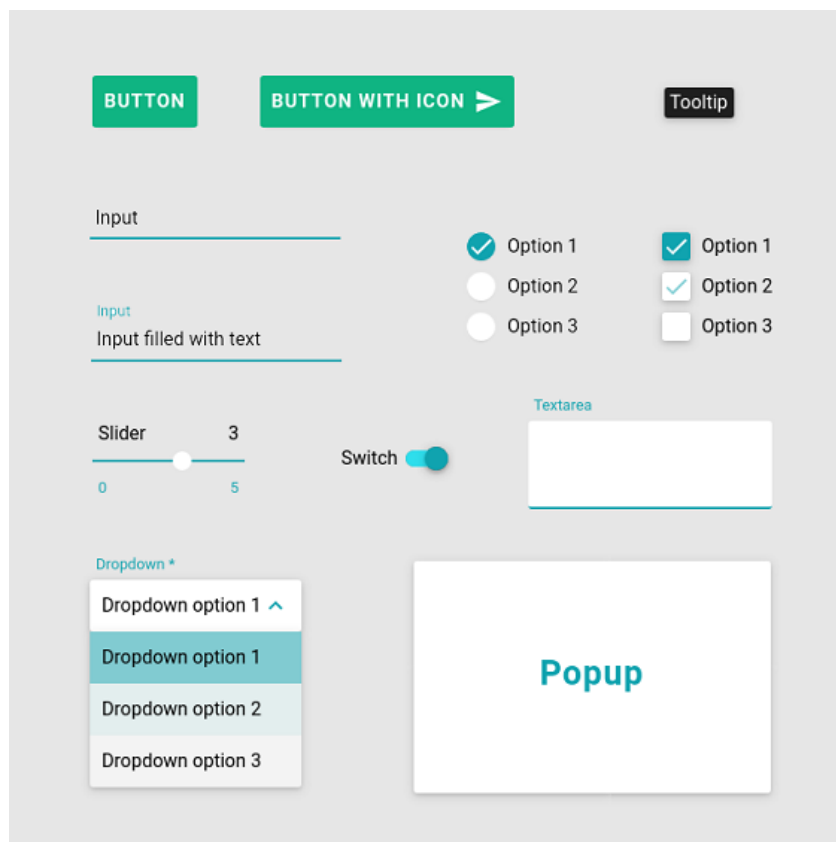 BUTTON
BUTTON WITH ICON
Tooltip
Input
Option 1
Option 2
Option 3
Option 1
Option 2
Option 3
Input
Input filled with text
Slider 3
0 5
Switch
Textarea
Dropdown *
Dropdown option 1
Dropdown option 1
Dropdown option 2
Dropdown option 3
Popup